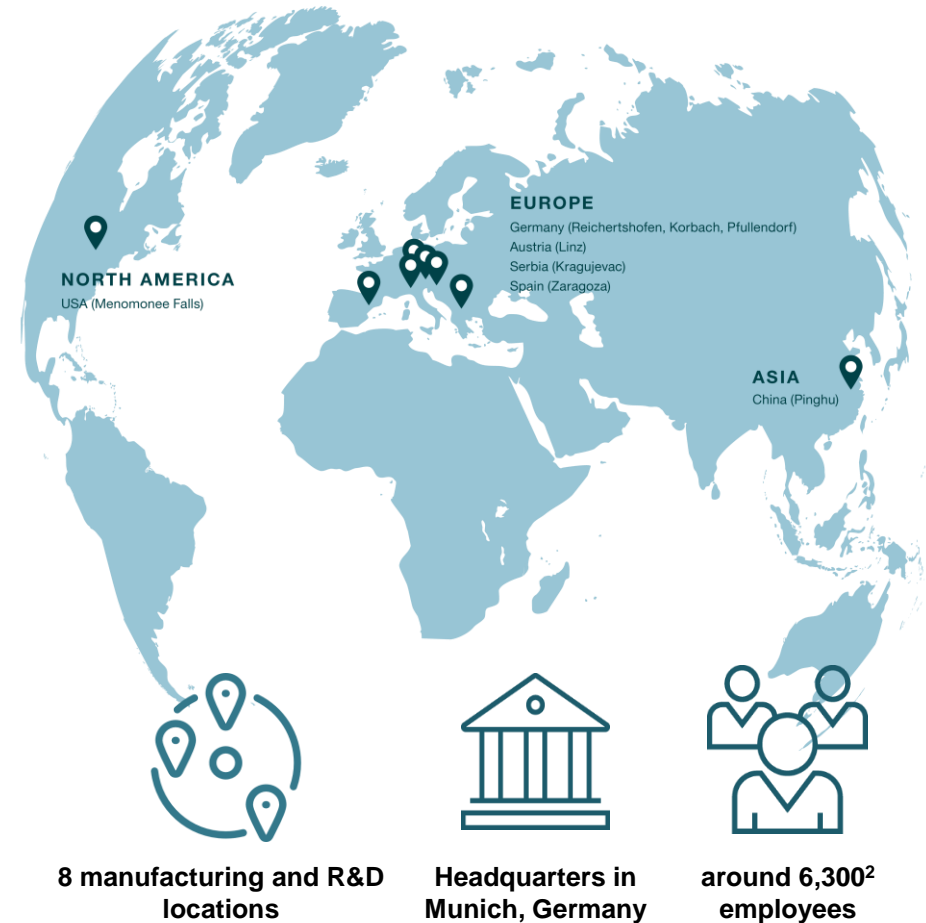 NORTH AMERICA
USA (Menomonee Falls)
EUROPE
Germany (Reichertshofen, Korbach, Pfullendorf)
Austria (Linz)
Serbia (Kragujevac)
Spain (Zaragoza)
ASIA
China (Pinghu)
8 manufacturing and R&D
locations
Headquarters in
Munich, Germany
around 6,300²
employees